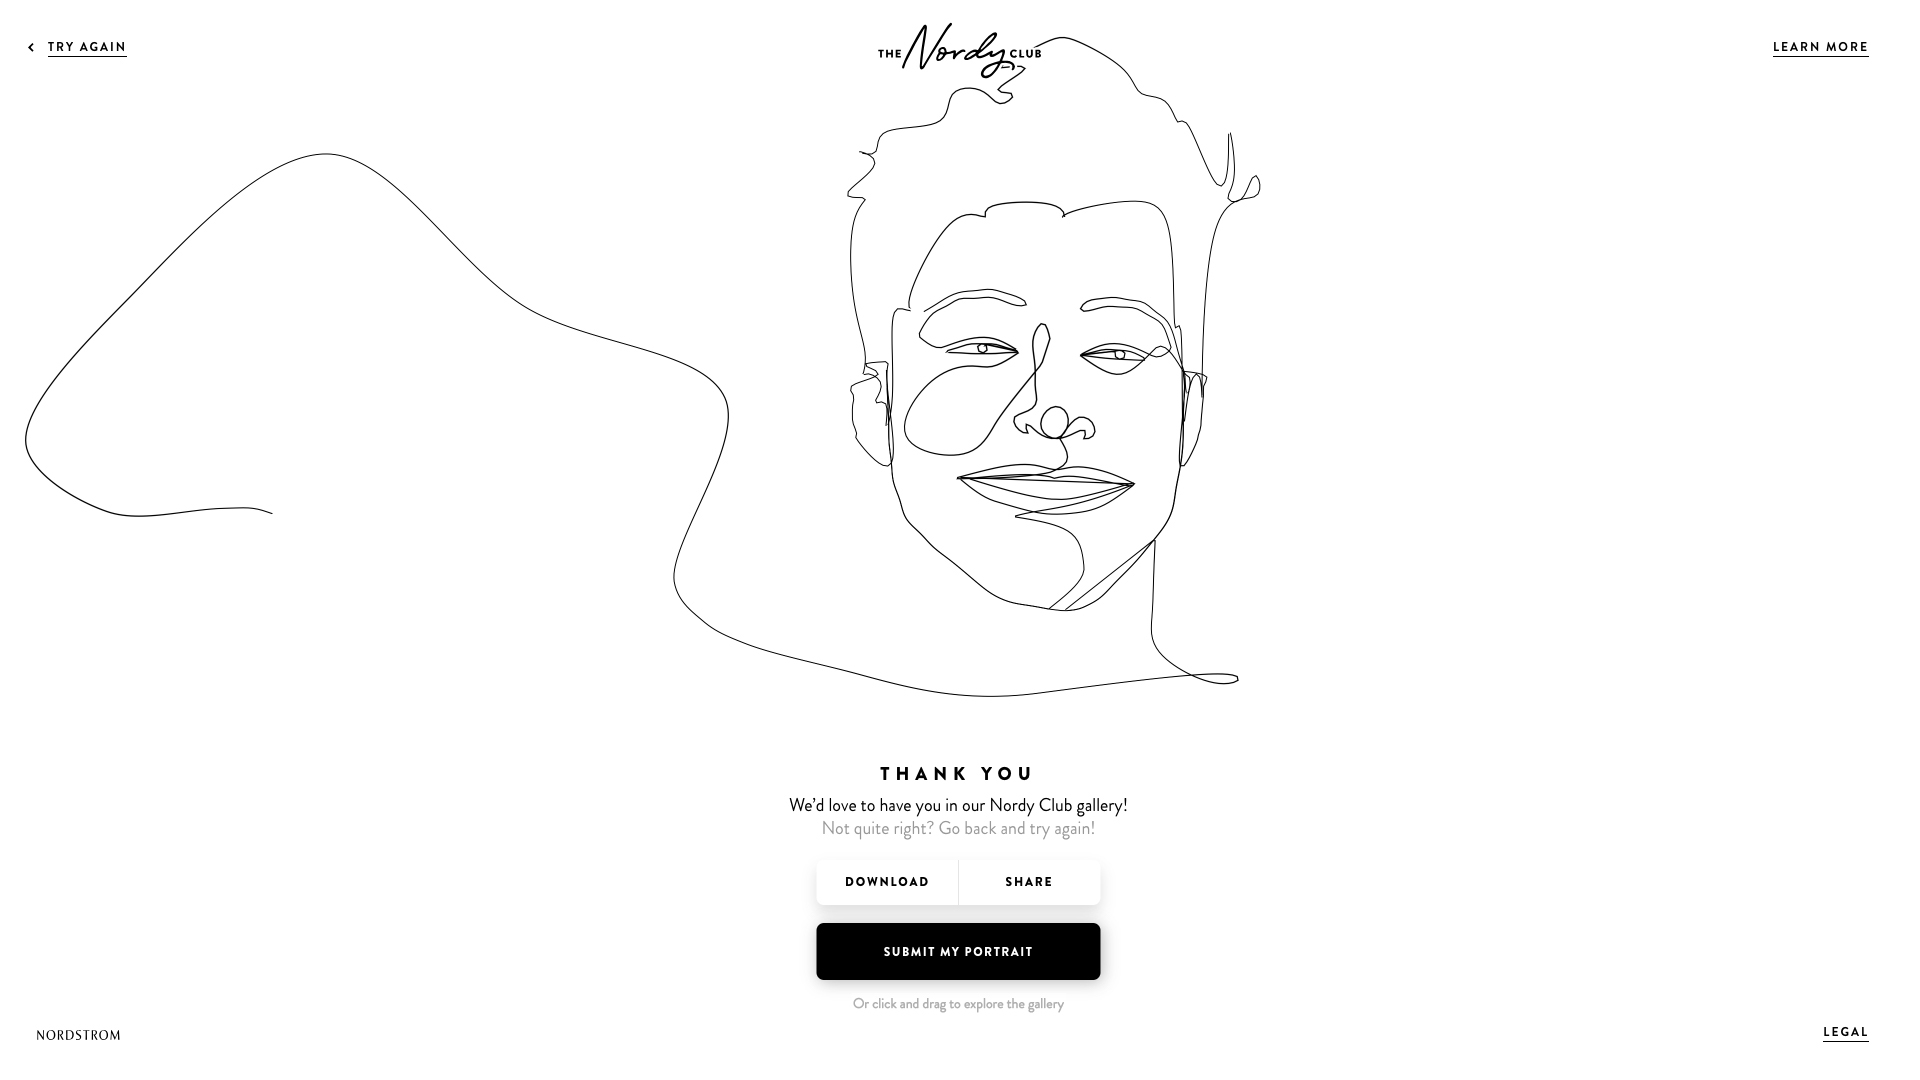 TRY AGAIN
THE Nordy CLUB
LEARN MORE
THANK YOU
We'd love to have you in our Nordy Club gallery!
Not quite right? Go back and try again!
DOWNLOAD
SHARE
SUBMIT MY PORTRAIT
Or click and drag to explore the gallery
NORDSTROM
LEGAL